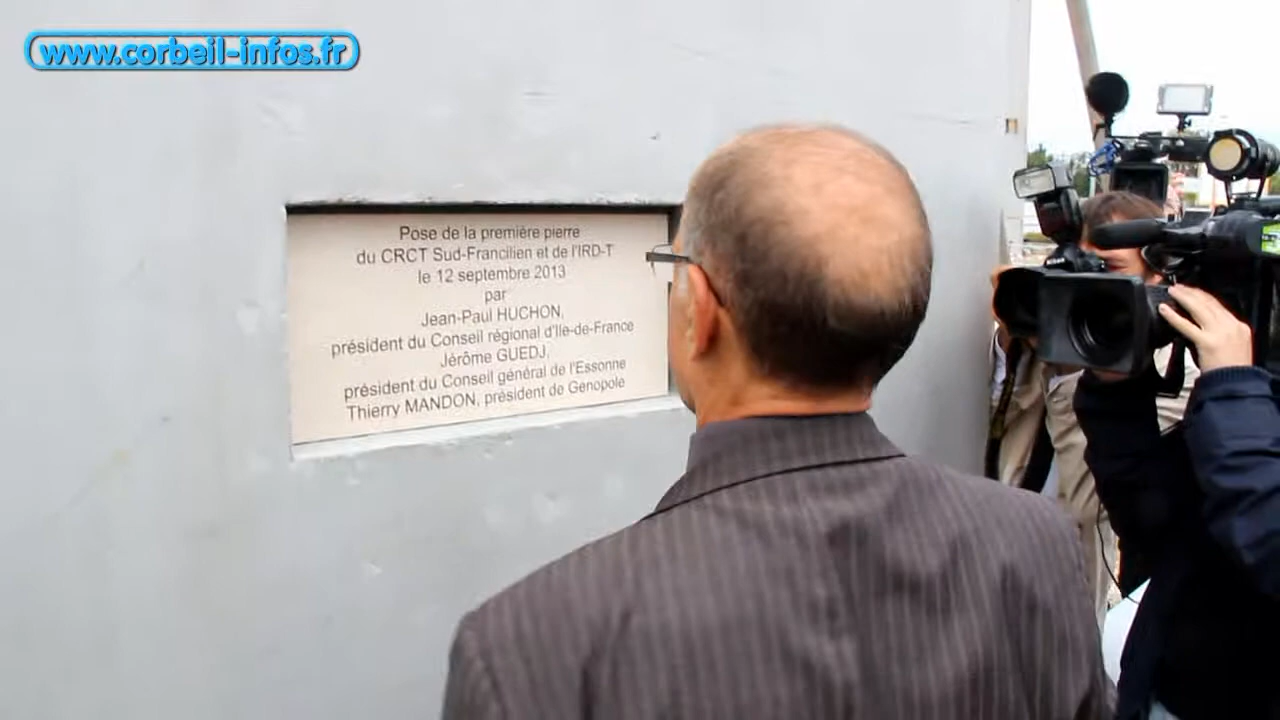 www.corbeil-infos.fr
Pose de la première pierre
du CRCT Sud-Francilien et de l'IRD-T
le 12 septembre 2013
par
Jean-Paul HUCHON,
président du Conseil régional d'Ile-de-France
Jérôme GUEDJ,
président du Conseil général de l'Essonne
Thierry MANDON, président de Genopole